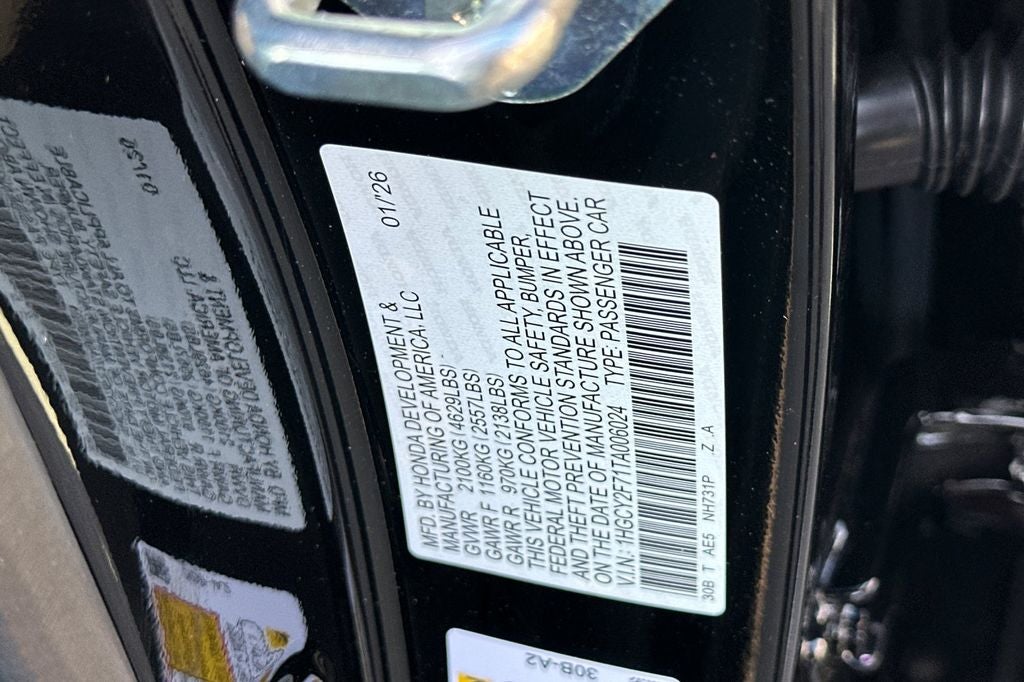 MFD. BY HONDA DEVELOPMENT &
MANUFACTURING OF AMERICA, LLC 01/26
GVWR 2100KG (4629LBS)
GAWR F 1160KG (2557LBS)
GAWR R 970KG (2138LBS)
THIS VEHICLE CONFORMS TO ALL APPLICABLE
FEDERAL MOTOR VEHICLE SAFETY, BUMPER,
AND THEFT PREVENTION STANDARDS IN EFFECT
ON THE DATE OF MANUFACTURE SHOWN ABOVE.
V.I.N.: 1HGCY2F71TA006024 TYPE: PASSENGER CAR
30B T AE5 NH731P Z A
30B-A2